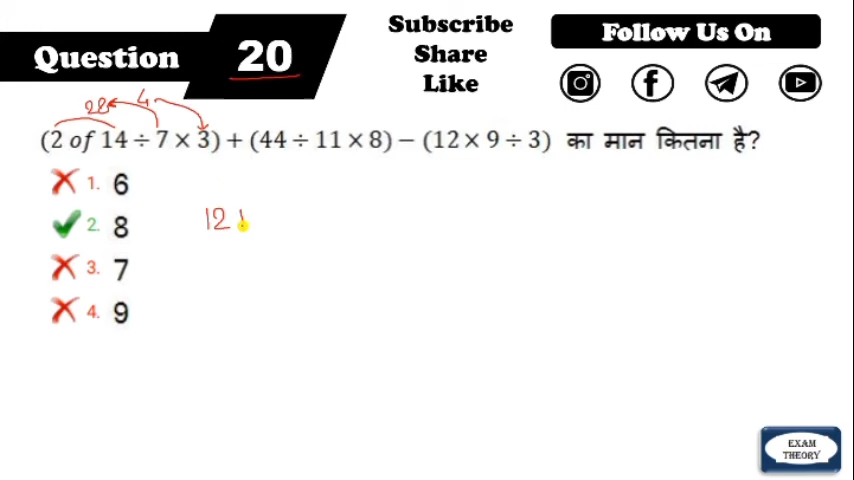 Question 20
Subscribe
Share
Like
Follow Us On
28 4
(2 of 14 ÷ 7 × 3) + (44 ÷ 11 × 8) − (12 × 9 ÷ 3) का मान कितना है?
1. 6
2. 8
12
3. 7
4. 9
EXAM
THEORY